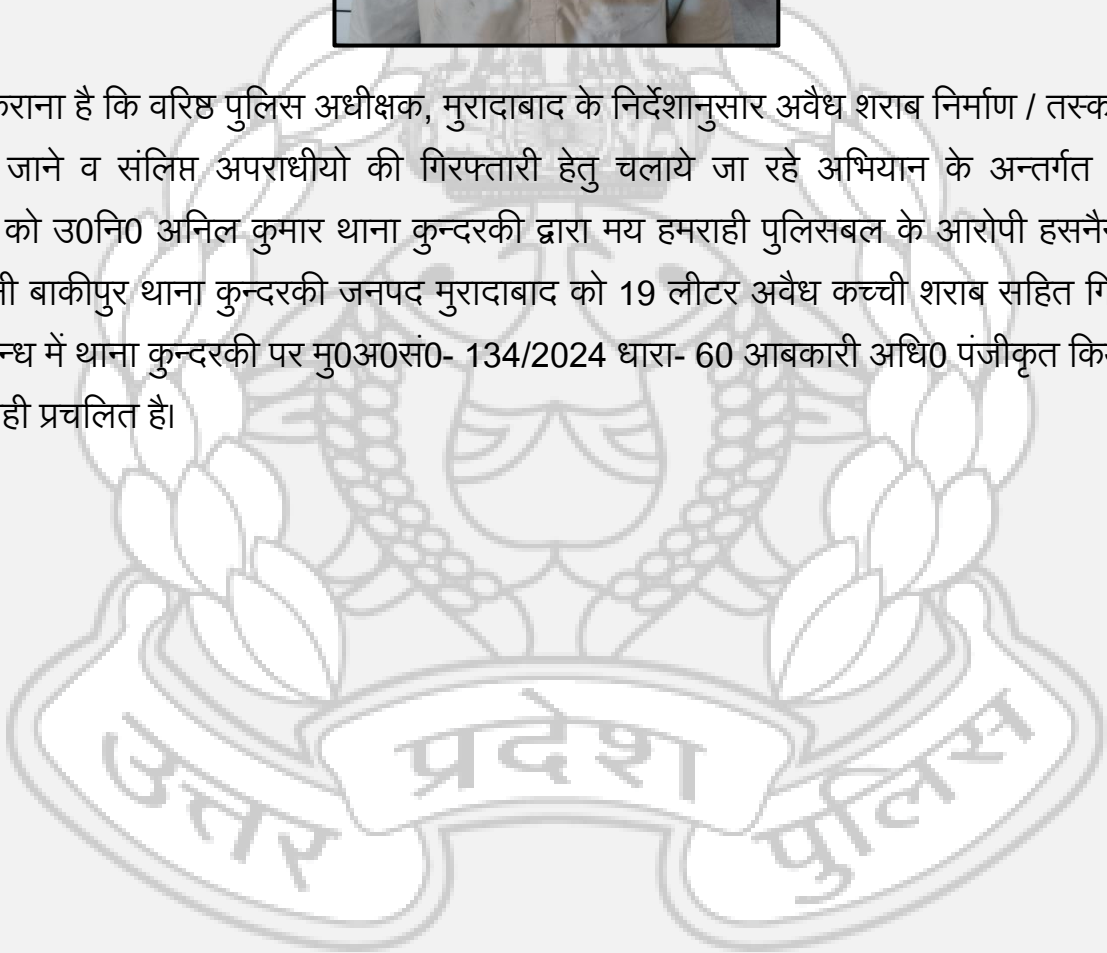 कराना है कि वरिष्ठ पुलिस अधीक्षक, मुरादाबाद के निर्देशानुसार अवैध शराब निर्माण / तस्क
जाने व संलिप्त अपराधीयो की गिरफ्तारी हेतु चलाये जा रहे अभियान के अन्तर्गत
को उ0नि0 अनिल कुमार थाना कुन्दरकी द्वारा मय हमराही पुलिसबल के आरोपी हसनै
बाकीपुर थाना कुन्दरकी जनपद मुरादाबाद को 19 लीटर अवैध कच्ची शराब सहित गि
न्ध में थाना कुन्दरकी पर मु0अ0सं0- 134/2024 धारा- 60 आबकारी अधि0 पंजीकृत कि
ही प्रचलित है।
उत्तर प्रदेश पुलिस